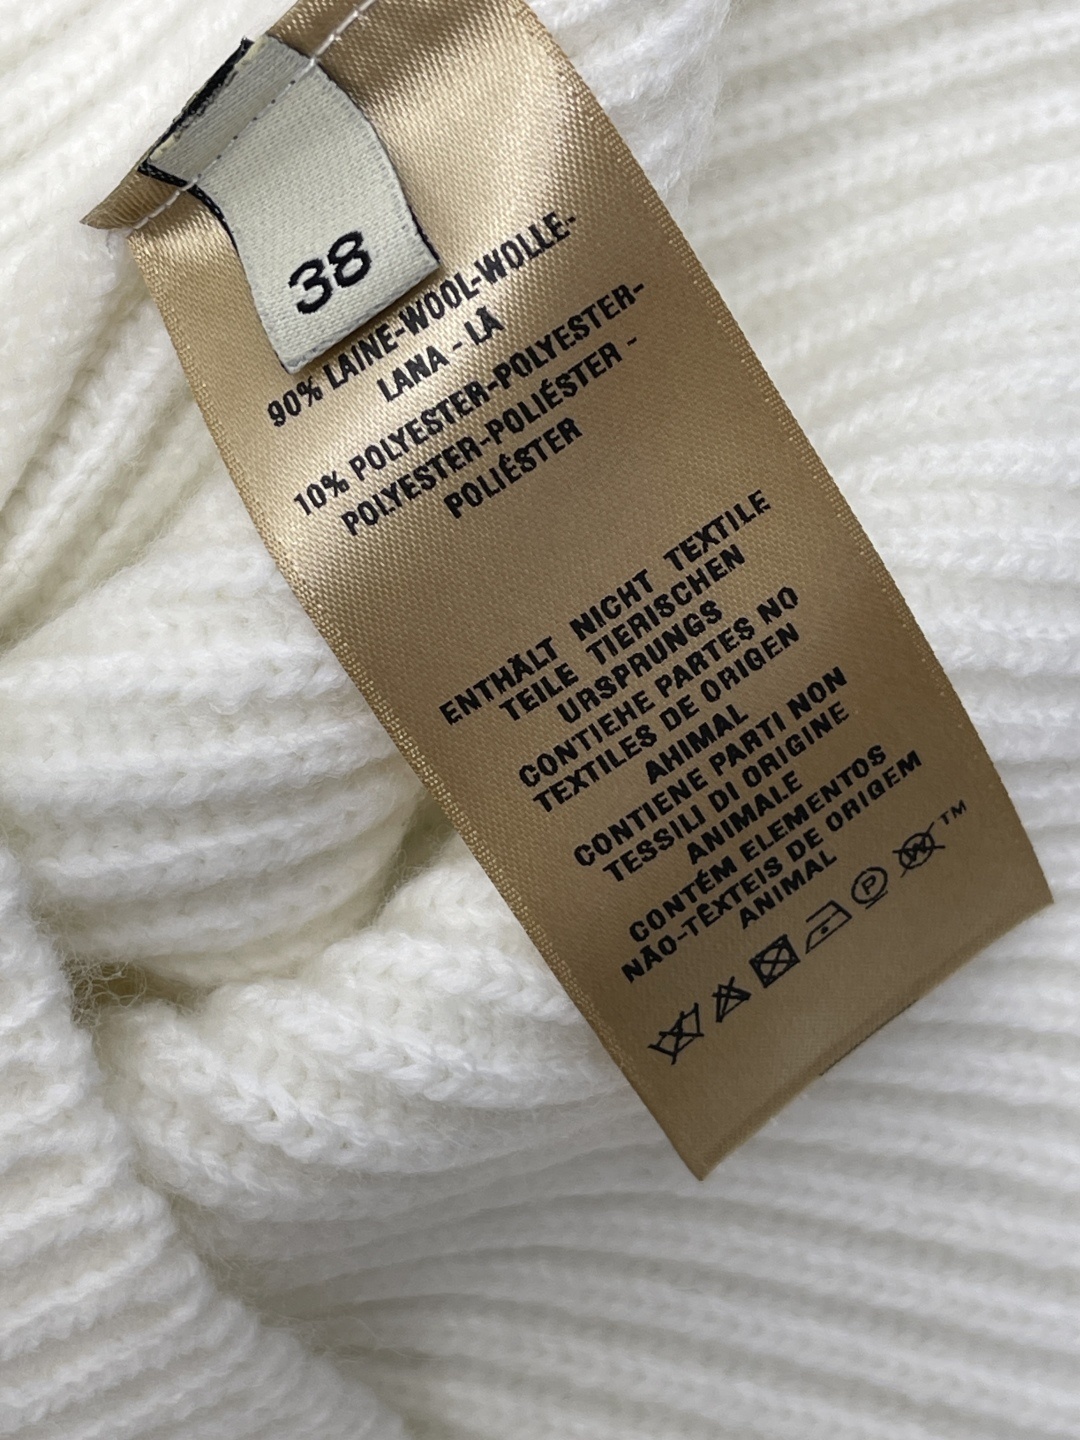 38
90% LAINE-WOOL-WOLLE-
LANA - LÃ
10% POLYESTER-POLYESTER-
POLYESTER-POLIÉSTER -
POLIÉSTER
ENTHÄLT NICHT TEXTILE
TEILE TIERISCHEN
URSPRUNGS
CONTIEHE PARTES NO
TEXTILES DE ORIGEN
AHIMAL
CONTIENE PARTI NON
TESSILI DI ORIGINE
ANIMALE
CONTÉM ELEMENTOS
NÃO-TÊXTEIS DE ORIGEM
ANIMAL
P W TM